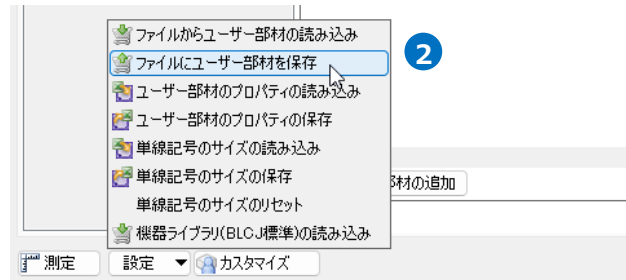 ファイルからユーザー部材の読み込み
ファイルにユーザー部材を保存
2
ユーザー部材のプロパティの読み込み
ユーザー部材のプロパティの保存
単線記号のサイズの読み込み
単線記号のサイズの保存
部材の追加
単線記号のサイズのリセット
機器ライブラリ(BLCJ標準)の読み込み
測定 設定 カスタマイズ